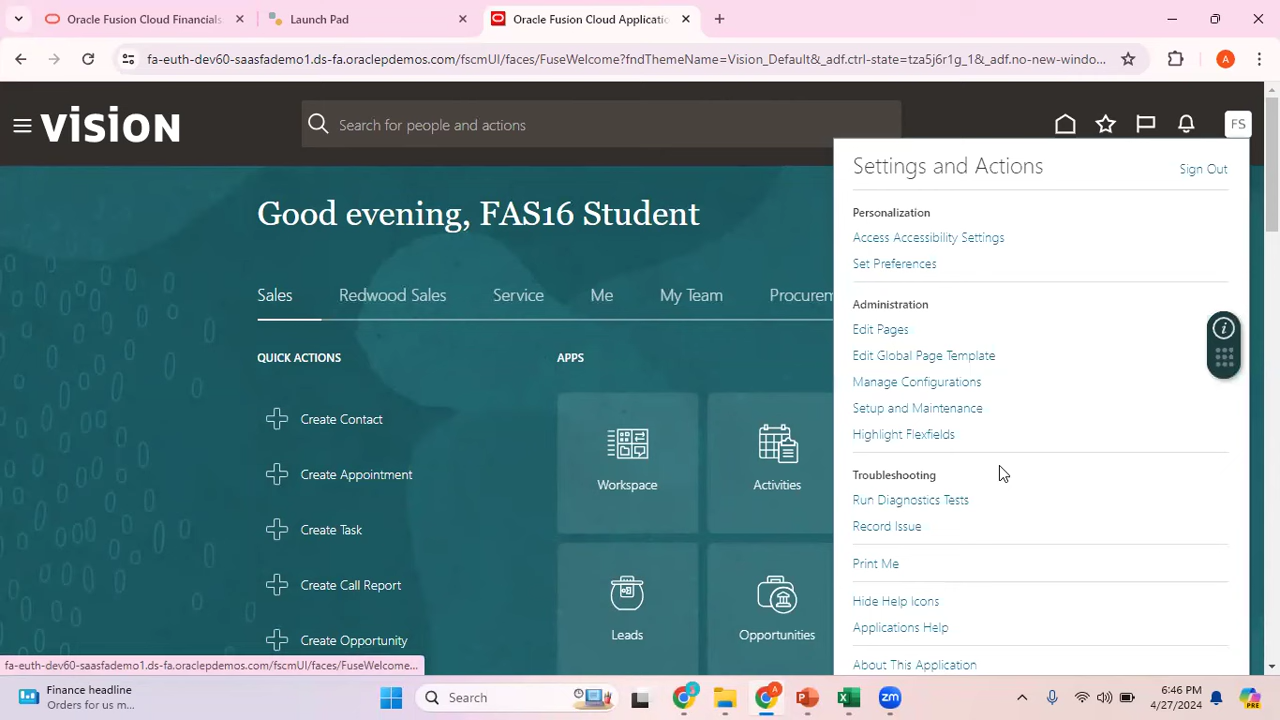 Oracle Fusion Cloud Financials
Launch Pad
Oracle Fusion Cloud Applicatio
fa-euth-dev60-saasfademo1.ds-fa.oraclepdemos.com/fscmUI/faces/FuseWelcome?fndThemeName=Vision_Default&_adf.ctrl-state=tza5j6r1g_1&_adf.no-new-windo...
A
vision
Search for people and actions
FS
Good evening, FAS16 Student
Sales
Redwood Sales
Service
Me
My Team
Procurem
QUICK ACTIONS
Create Contact
Create Appointment
Create Task
Create Call Report
Create Opportunity
APPS
Workspace
Activities
Leads
Opportunities
Settings and Actions
Sign Out
Personalization
Access Accessibility Settings
Set Preferences
Administration
Edit Pages
Edit Global Page Template
Manage Configurations
Setup and Maintenance
Highlight Flexfields
Troubleshooting
Run Diagnostics Tests
Record Issue
Print Me
Hide Help Icons
Applications Help
About This Application
fa-euth-dev60-saasfademo1.ds-fa.oraclepdemos.com/fscmUI/faces/FuseWelcome...
Finance headline
Orders for us m...
Search
A
zm
6:46 PM
4/27/2024
PRE